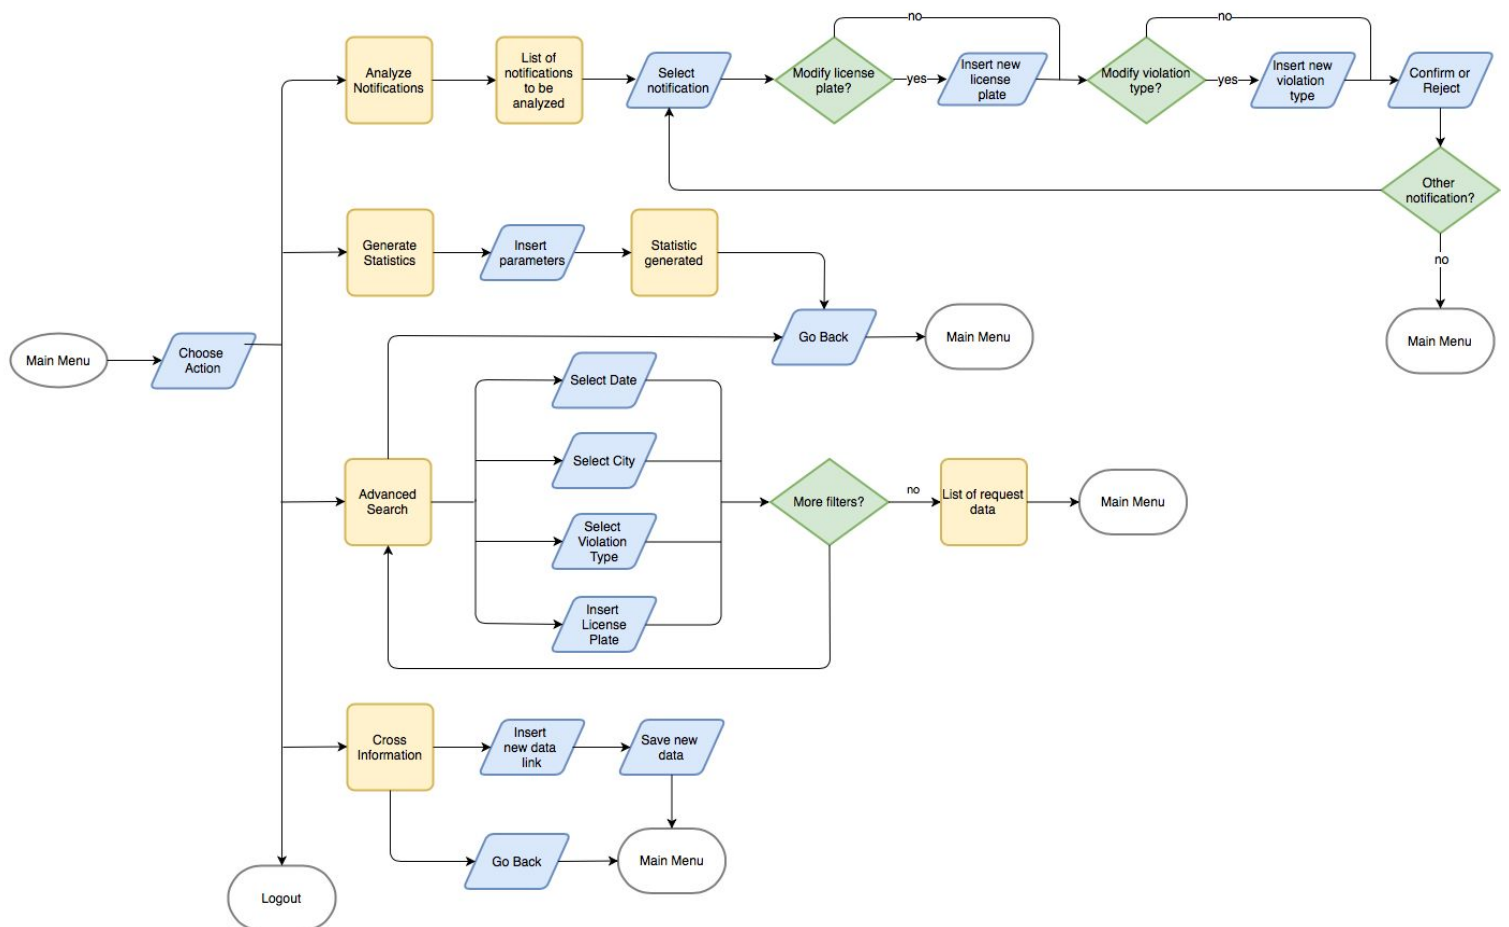 no
no
Analyze
Notifications
List of
notifications
to be
analyzed
Select
notification
Modify license
plate?
yes
Insert new
license
plate
Modify violation
type?
yes
Insert new
violation
type
Confirm or
Reject
Other
notification?
no
Main Menu
Generate
Statistics
Insert
parameters
Statistic
generated
Go Back
Main Menu
Main Menu
Choose
Action
Select Date
Select City
Select
Violation
Type
Insert
License
Plate
Advanced
Search
More filters?
no
List of request
data
Main Menu
Cross
Information
Insert
new data
link
Save new
data
Go Back
Main Menu
Logout